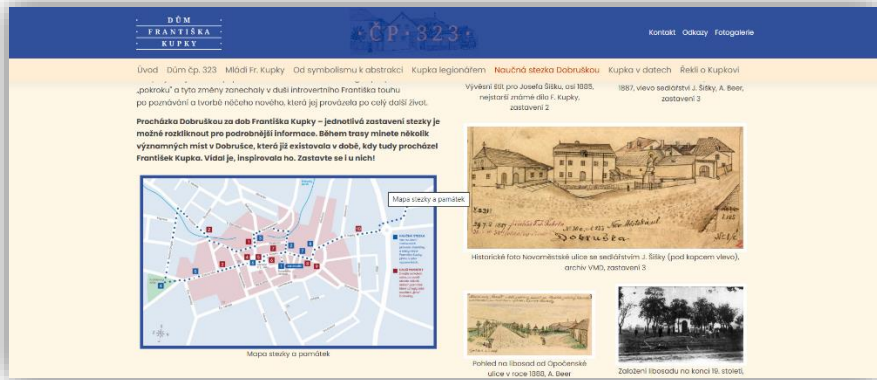 DŮM
FRANTIŠKA
KUPKY
ČP. 323
Kontakt Odkazy Fotogalerie
Úvod Dům čp. 323 Mládí Fr. Kupky Od symbolismu k abstrakci Kupka legionářem Naučná stezka Dobruškou Kupka v datech Řekli o Kupkovi
„pokroku" a tyto změny zanechaly v duši introvertního Františka touhu
po poznávání a tvorbě něčeho nového, která jej provázela po celý další život.
Procházka Dobruškou za dob Františka Kupky – jednotlivá zastavení stezky je
možné rozkliknout pro podrobnější informace. Během trasy minete několik
významných míst v Dobrušce, která již existovala v době, kdy tudy procházel
František Kupka. Vídal je, inspirovala ho. Zastavte se i u nich!
Mapa stezky a památek
Mapa stezky a památek
Vývěsní štít pro Josefa Šišku, asi 1888,
nejstarší známé dílo F. Kupky,
zastavení 2
1887, vlevo sedlářství J. Šišky, A. Beer,
zastavení 3
Dobruška
Historické foto Novoměstské ulice se sedlářstvím J. Šišky (pod kopcem vlevo),
archiv VMD, zastavení 3
Pohled na libosad od Opočenské
ulice v roce 1880, A. Beer
Založení libosadu na konci 19. století,